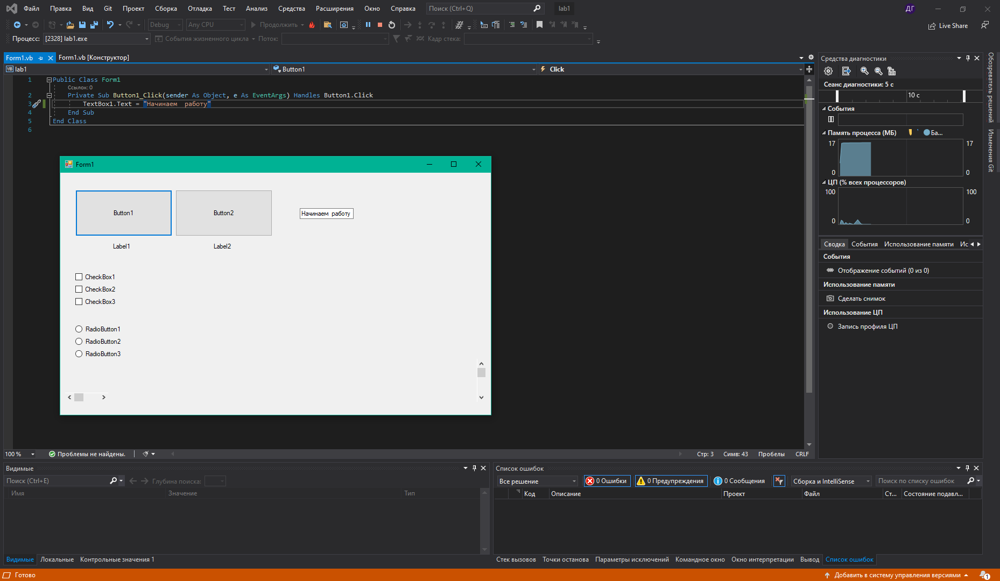 Файл Правка Вид Git Проект Сборка Отладка Тест Анализ Средства Расширения Окно Справка Поиск (Ctrl+Q) lab1 ДГ
Debug Any CPU Продолжить Live Share
Процесс: [2328] lab1.exe События жизненного цикла Поток: Кадр стека:
Form1.vb Form1.vb [Конструктор]
VB lab1 Button1 Click
1 Public Class Form1
Ссылок: 0
2 Private Sub Button1_Click(sender As Object, e As EventArgs) Handles Button1.Click
3 TextBox1.Text = "Начинаем  работу"
4 End Sub
5 End Class
6
Form1
Button1 Button2 Начинаем  работу
Label1 Label2
CheckBox1
CheckBox2
CheckBox3
RadioButton1
RadioButton2
RadioButton3
100 % Проблемы не найдены. Стр: 3 Симв: 43 Пробелы CRLF
Средства диагностики
Сеанс диагностики: 5 с
10 с
События
Память процесса (МБ) Ба...
17 17
0 0
ЦП (% всех процессоров)
100 100
0 0
Сводка События Использование памяти Ис
События
Отображение событий (0 из 0)
Использование памяти
Сделать снимок
Использование ЦП
Запись профиля ЦП
Обозреватель решений
Изменения Git
Видимые
Поиск (Ctrl+E) Глубина поиска:
Имя Значение Тип
Видимые Локальные Контрольные значения 1
Список ошибок
Все решение 0 Ошибки 0 Предупреждения 0 Сообщения Сборка и IntelliSense Поиск по списку ошибок
Код Описание Проект Файл Ст... Состояние подавл...
Стек вызовов Точки останова Параметры исключений Командное окно Окно интерпретации Вывод Список ошибок
Готово Добавить в систему управления версиями 1